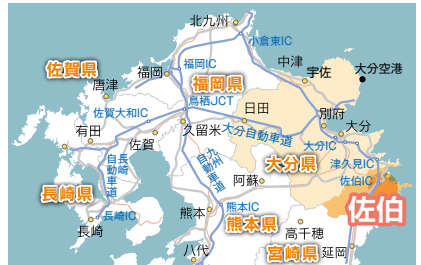 北九州
小倉東IC
佐賀県
福岡
福岡IC
中津
宇佐
大分空港
唐津
福岡県
鳥栖JCT
日田
別府
佐賀大和IC
有田
佐賀
久留米
大分自動車道
大分
大分IC
津久見IC
佐伯IC
長崎自動車道
九州自動車道
大分県
阿蘇
長崎県
佐伯
長崎IC
長崎
熊本
熊本IC
熊本県
高千穂
八代
宮崎県
延岡